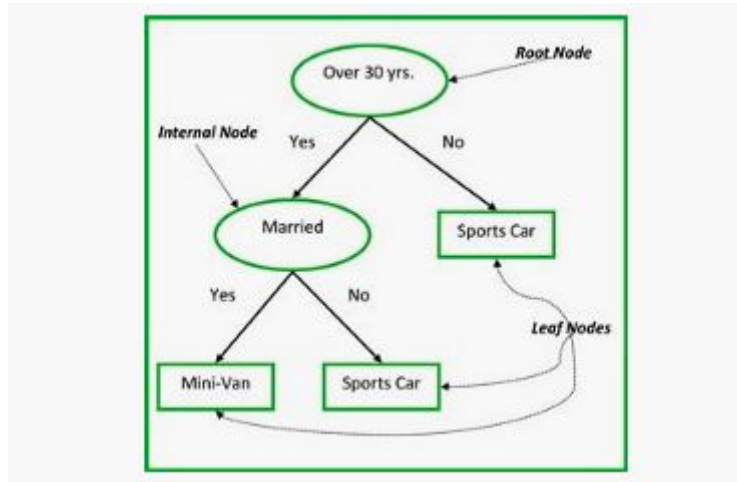 Root Node
Over 30 yrs.
Internal Node
Yes
No
Married
Sports Car
Yes
No
Leaf Nodes
Mini-Van
Sports Car